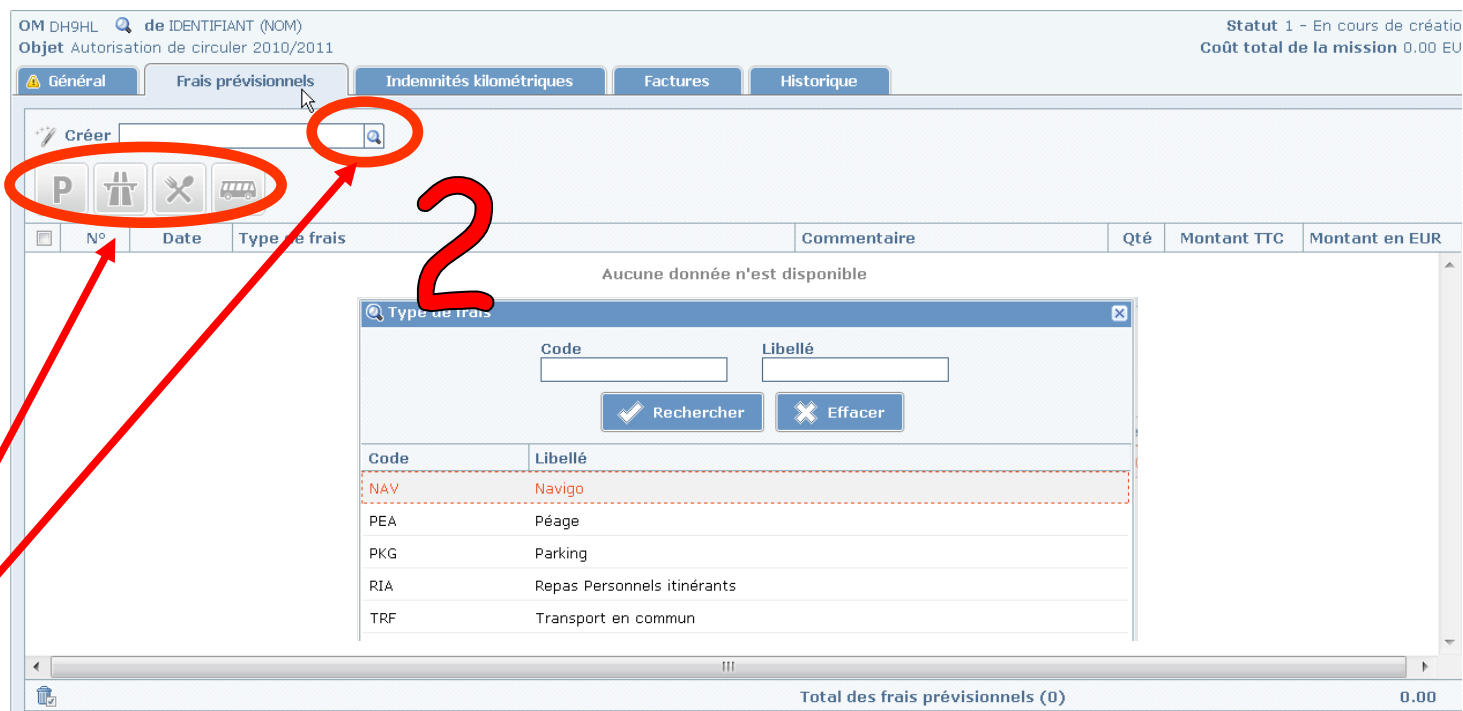 OM DH9HL de IDENTIFIANT (NOM) Statut 1 - En cours de créatio
Objet Autorisation de circuler 2010/2011 Coût total de la mission 0.00 EU
Général Frais prévisionnels Indemnités kilométriques Factures Historique
Créer
P
2
N° Date Type de frais Commentaire Qté Montant TTC Montant en EUR
Aucune donnée n'est disponible
Type de frais
Code Libellé
Rechercher Effacer
Code Libellé
NAV Navigo
PEA Péage
PKG Parking
RIA Repas Personnels itinérants
TRF Transport en commun
Total des frais prévisionnels (0) 0.00